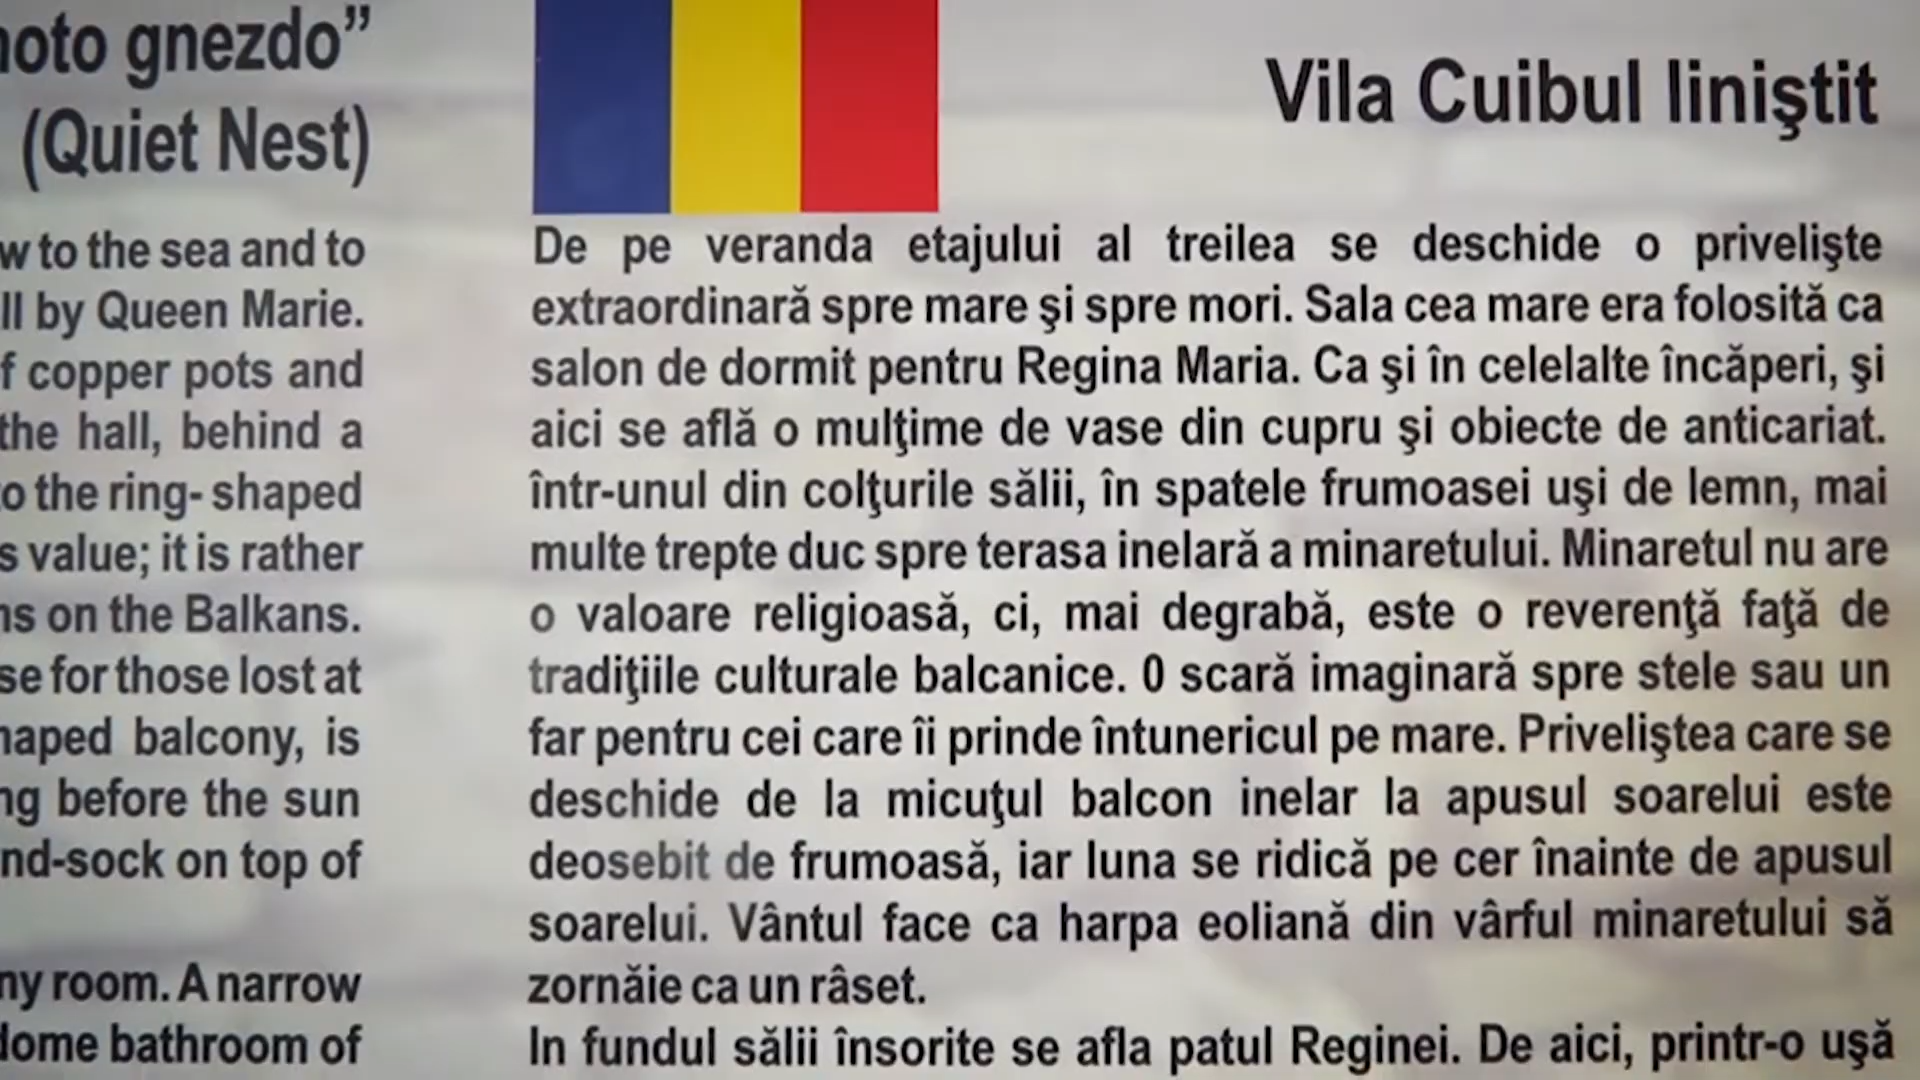 gnezdo”
(Quiet Nest)
to the sea and to
by Queen Marie.
copper pots and
the hall, behind a
the ring- shaped
value; it is rather
on the Balkans.
for those lost at
balcony, is
before the sun
on top of
room. A narrow
bathroom of
Vila Cuibul liniştit
De pe veranda etajului al treilea se deschide o privelişte
extraordinară spre mare şi spre mori. Sala cea mare era folosită ca
salon de dormit pentru Regina Maria. Ca şi în celelalte încăperi, şi
aici se află o mulţime de vase din cupru şi obiecte de anticariat.
într-unul din colţurile sălii, în spatele frumoasei uşi de lemn, mai
multe trepte duc spre terasa inelară a minaretului. Minaretul nu are
o valoare religioasă, ci, mai degrabă, este o reverenţă faţă de
tradiţiile culturale balcanice. 0 scară imaginară spre stele sau un
far pentru cei care îi prinde întunericul pe mare. Priveliştea care se
deschide de la micuţul balcon inelar la apusul soarelui este
deosebit de frumoasă, iar luna se ridică pe cer înainte de apusul
soarelui. Vântul face ca harpa eoliană din vârful minaretului să
zornăie ca un râset.
In fundul sălii însorite se afla patul Reginei. De aici, printr-o uşă